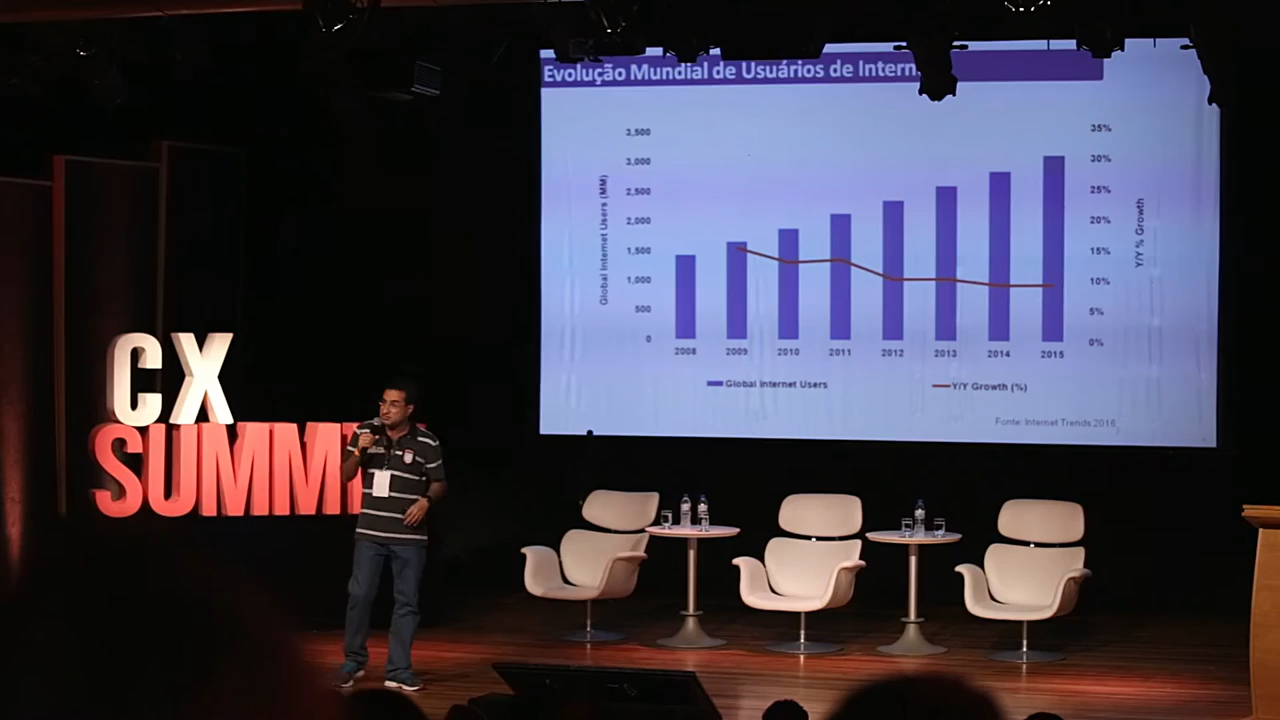 Evolução Mundial de Usuários de Intern
3,500
3,000
2,500
2,000
1,500
1,000
500
0
Global Internet Users (MM)
35%
30%
25%
20%
15%
10%
5%
0%
Y/Y % Growth
2008 2009 2010 2011 2012 2013 2014 2015
Global Internet Users Y/Y Growth (%)
Fonte: Internet Trends 2016
CX
SUMMIT